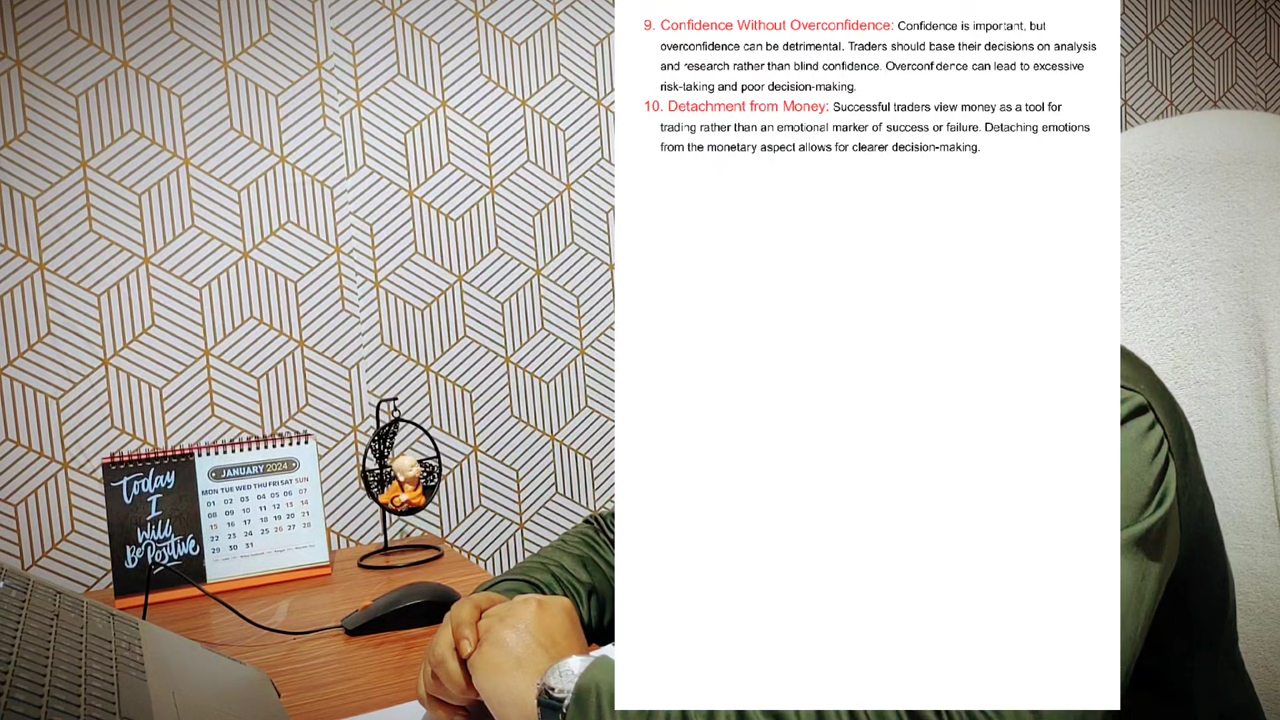 9. Confidence Without Overconfidence: Confidence is important, but
overconfidence can be detrimental. Traders should base their decisions on analysis
and research rather than blind confidence. Overconfidence can lead to excessive
risk-taking and poor decision-making.
10. Detachment from Money: Successful traders view money as a tool for
trading rather than an emotional marker of success or failure. Detaching emotions
from the monetary aspect allows for clearer decision-making.
today
I
will
Be Positive
JANUARY 2024
MON TUE WED THU FRI SAT SUN
01 02 03 04 05 06 07
08 09 10 11 12 13 14
15 16 17 18 19 20 21
22 23 24 25 26 27 28
29 30 31